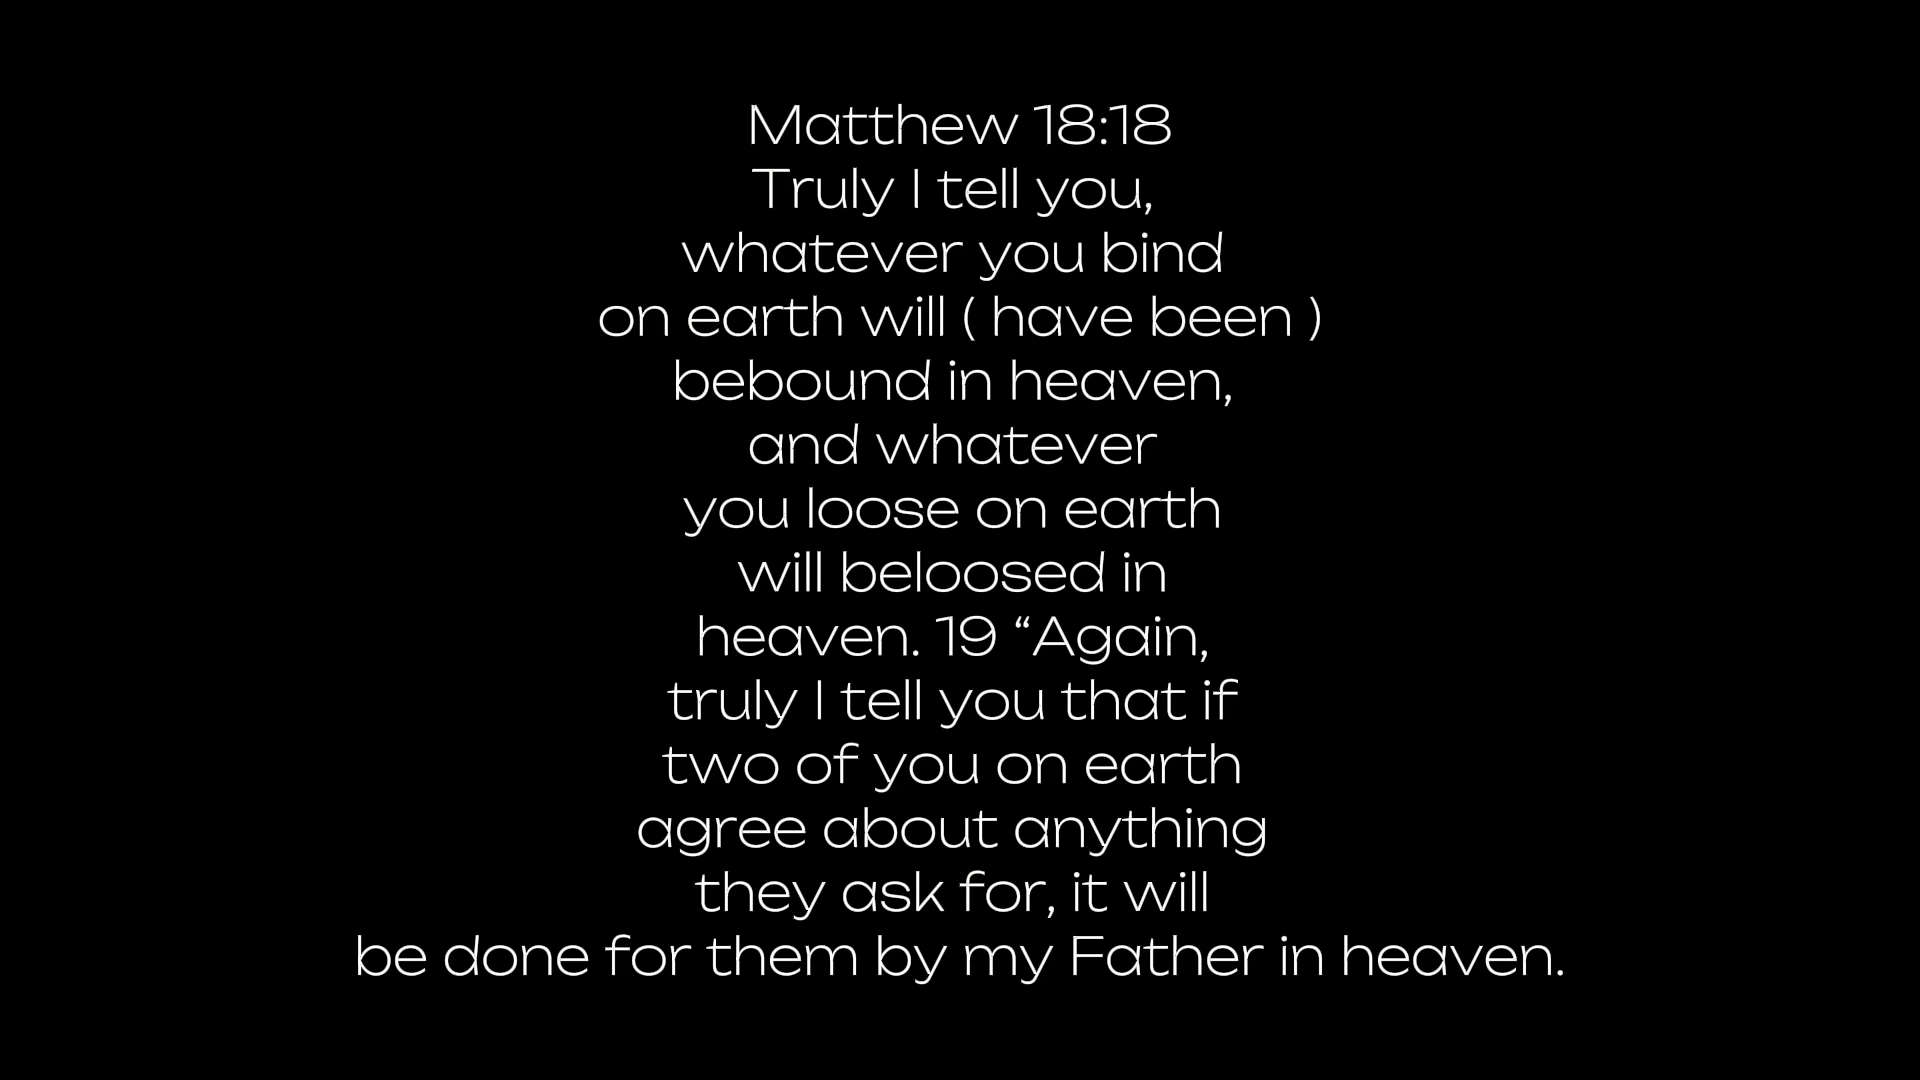 Matthew 18:18
Truly I tell you,
whatever you bind
on earth will ( have been )
bebound in heaven,
and whatever
you loose on earth
will beloosed in
heaven. 19 “Again,
truly I tell you that if
two of you on earth
agree about anything
they ask for, it will
be done for them by my Father in heaven.